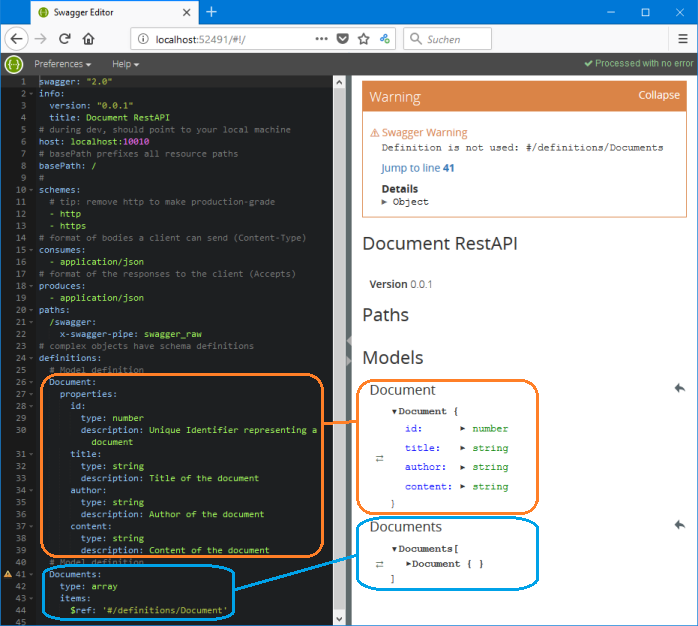 Swagger Editor
localhost:52491/#!/
Suchen
Preferences
Help
Processed with no error
1 swagger: "2.0"
2 info:
3 version: "0.0.1"
4 title: Document RestAPI
5 # during dev, should point to your local machine
6 host: localhost:10010
7 # basePath prefixes all resource paths
8 basePath: /
9 #
10 schemes:
11 # tip: remove http to make production-grade
12 - http
13 - https
14 # format of bodies a client can send (Content-Type)
15 consumes:
16 - application/json
17 # format of the responses to the client (Accepts)
18 produces:
19 - application/json
20 paths:
21 /swagger:
22 x-swagger-pipe: swagger_raw
23 # complex objects have schema definitions
24 definitions:
25 # Model definition
26 Document:
27 properties:
28 id:
29 type: number
30 description: Unique Identifier representing a
document
31 title:
32 type: string
33 description: Title of the document
34 author:
35 type: string
36 description: Author of the document
37 content:
38 type: string
39 description: Content of the document
40 # Model definition
41 Documents:
42 type: array
43 items:
44 $ref: '#/definitions/Document'
45
Warning
Collapse
Swagger Warning
Definition is not used: #/definitions/Documents
Jump to line 41
Details
Object
Document RestAPI
Version 0.0.1
Paths
Models
Document
Document {
id: number
title: string
author: string
content: string
}
Documents
Documents[
Document { }
]